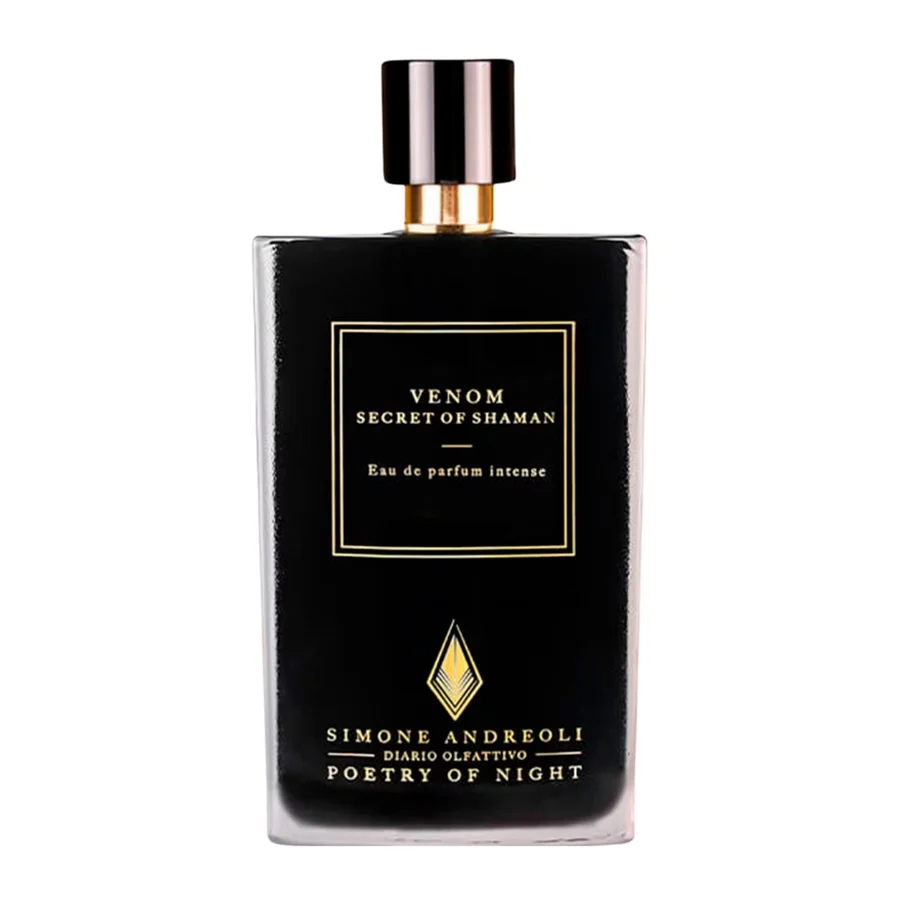 VENOM
SECRET OF SHAMAN
Eau de parfum intense
SIMONE ANDREOLI
DIARIO OLFATTIVO
POETRY OF NIGHT